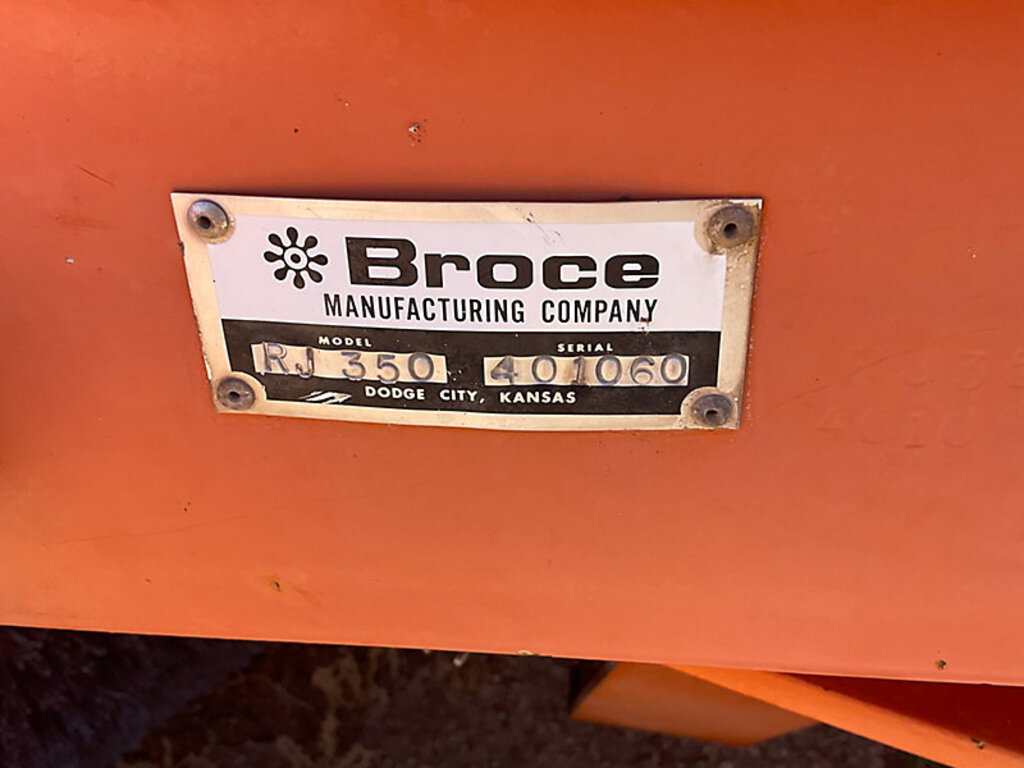 Broce
MANUFACTURING COMPANY
MODEL SERIAL
RJ 350 401060
DODGE CITY, KANSAS